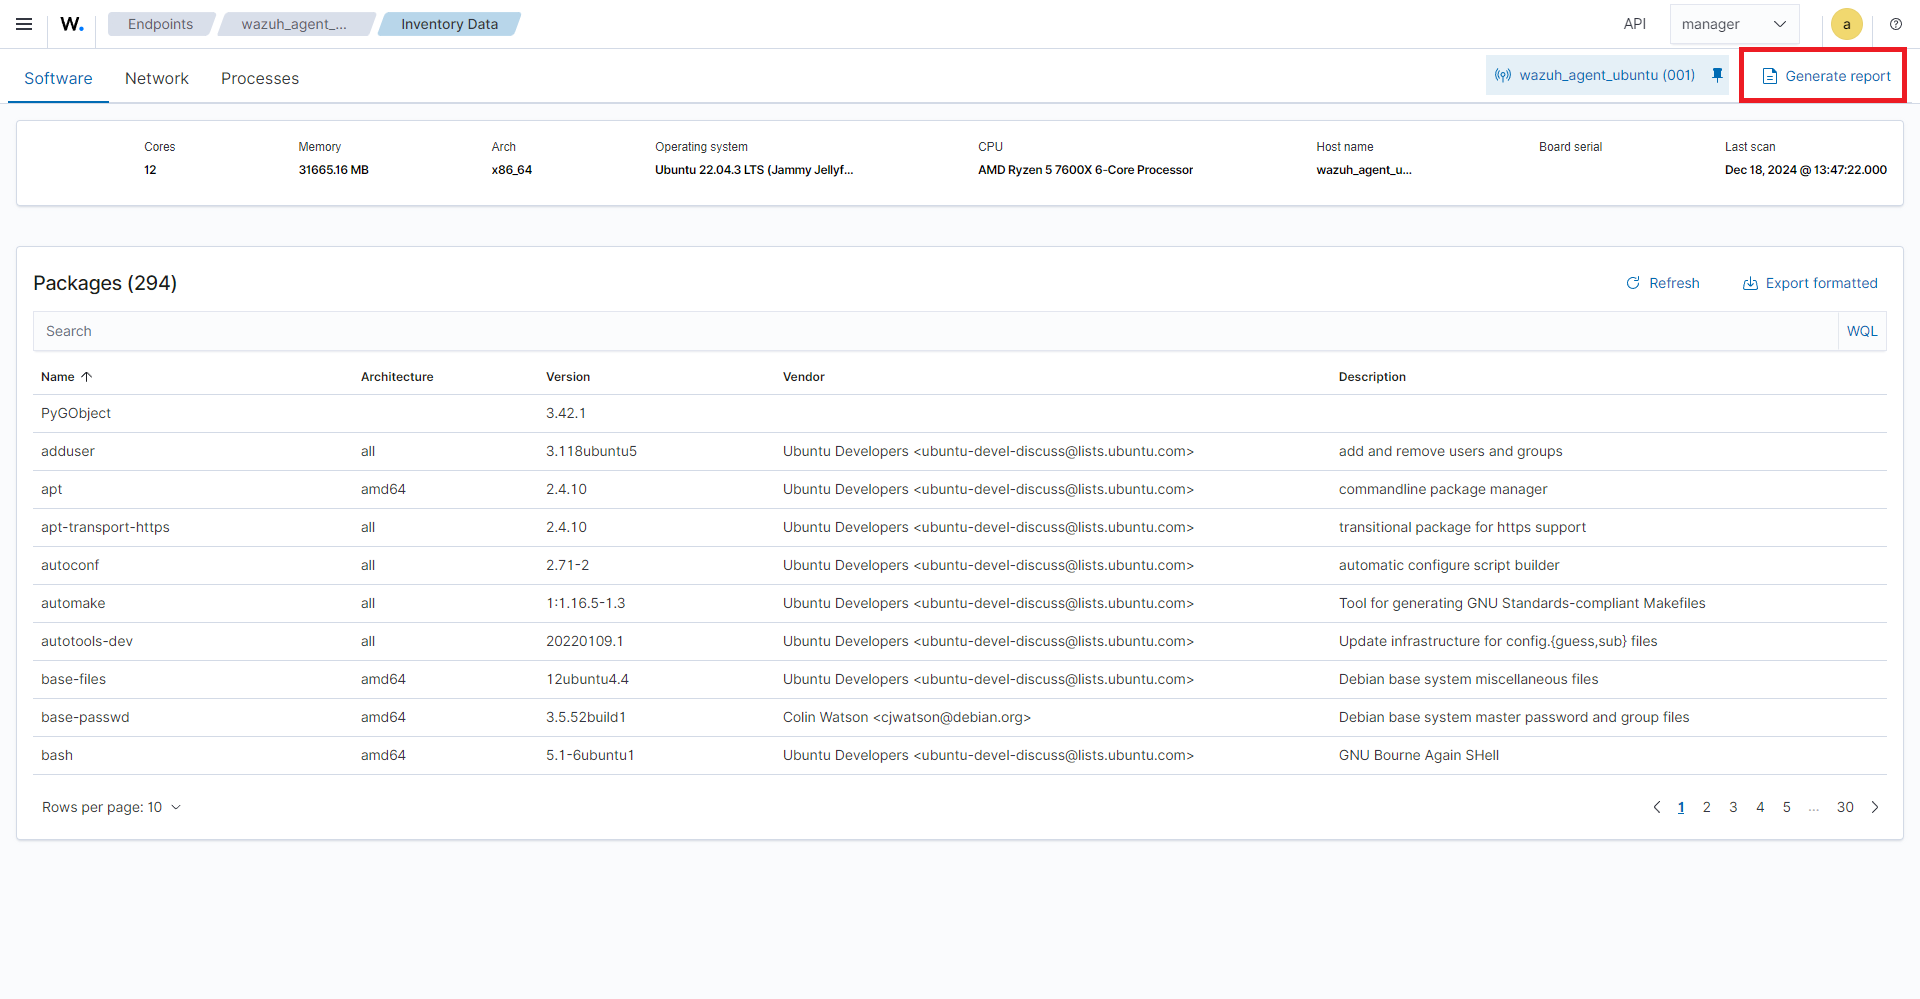 W. Endpoints wazuh_agent_... Inventory Data API manager a
Software Network Processes wazuh_agent_ubuntu (001) Generate report
Cores Memory Arch Operating system CPU Host name Board serial Last scan
12 31665.16 MB x86_64 Ubuntu 22.04.3 LTS (Jammy Jellyf... AMD Ryzen 5 7600X 6-Core Processor wazuh_agent_u... Dec 18, 2024 @ 13:47:22.000
Packages (294) Refresh Export formatted
Search WQL
Name Architecture Version Vendor Description
PyGObject 3.42.1
adduser all 3.118ubuntu5 Ubuntu Developers <ubuntu-devel-discuss@lists.ubuntu.com> add and remove users and groups
apt amd64 2.4.10 Ubuntu Developers <ubuntu-devel-discuss@lists.ubuntu.com> commandline package manager
apt-transport-https all 2.4.10 Ubuntu Developers <ubuntu-devel-discuss@lists.ubuntu.com> transitional package for https support
autoconf all 2.71-2 Ubuntu Developers <ubuntu-devel-discuss@lists.ubuntu.com> automatic configure script builder
automake all 1:1.16.5-1.3 Ubuntu Developers <ubuntu-devel-discuss@lists.ubuntu.com> Tool for generating GNU Standards-compliant Makefiles
autotools-dev all 20220109.1 Ubuntu Developers <ubuntu-devel-discuss@lists.ubuntu.com> Update infrastructure for config.{guess,sub} files
base-files amd64 12ubuntu4.4 Ubuntu Developers <ubuntu-devel-discuss@lists.ubuntu.com> Debian base system miscellaneous files
base-passwd amd64 3.5.52build1 Colin Watson <cjwatson@debian.org> Debian base system master password and group files
bash amd64 5.1-6ubuntu1 Ubuntu Developers <ubuntu-devel-discuss@lists.ubuntu.com> GNU Bourne Again SHell
Rows per page: 10 1 2 3 4 5 ... 30